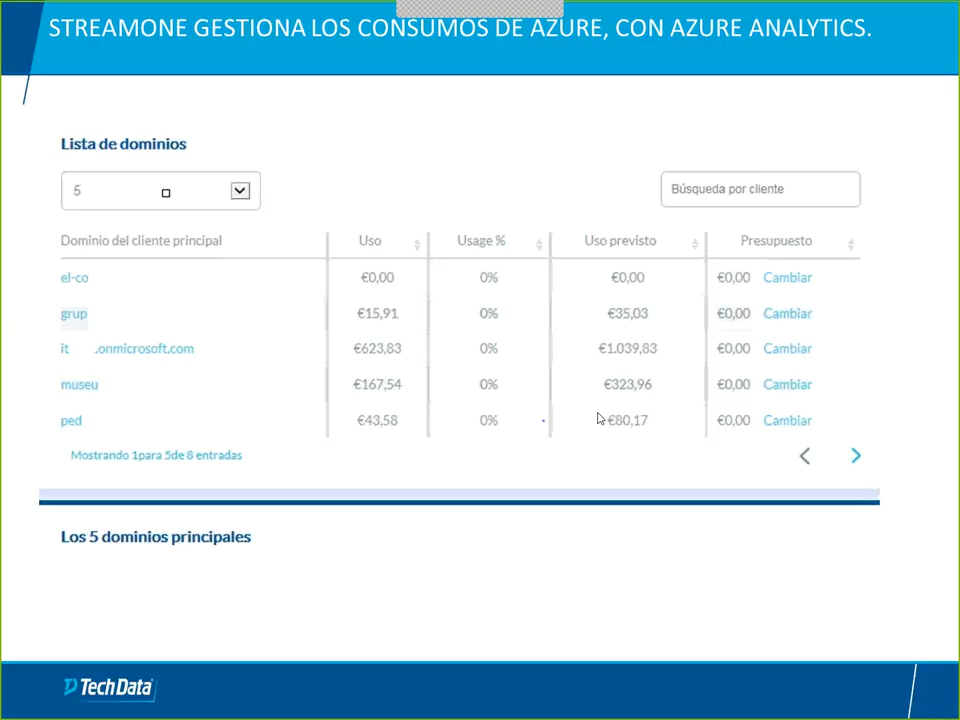 STREAMONE GESTIONA LOS CONSUMOS DE AZURE, CON AZURE ANALYTICS.
Lista de dominios
5
Búsqueda por cliente
Dominio del cliente principal Uso Usage % Uso previsto Presupuesto
el-co €0,00 0% €0,00 €0,00 Cambiar
grup €15,91 0% €35,03 €0,00 Cambiar
it .onmicrosoft.com €623,83 0% €1.039,83 €0,00 Cambiar
museu €167,54 0% €323,96 €0,00 Cambiar
ped €43,58 0% €80,17 €0,00 Cambiar
Mostrando 1para 5de 8 entradas
Los 5 dominios principales
Tech Data